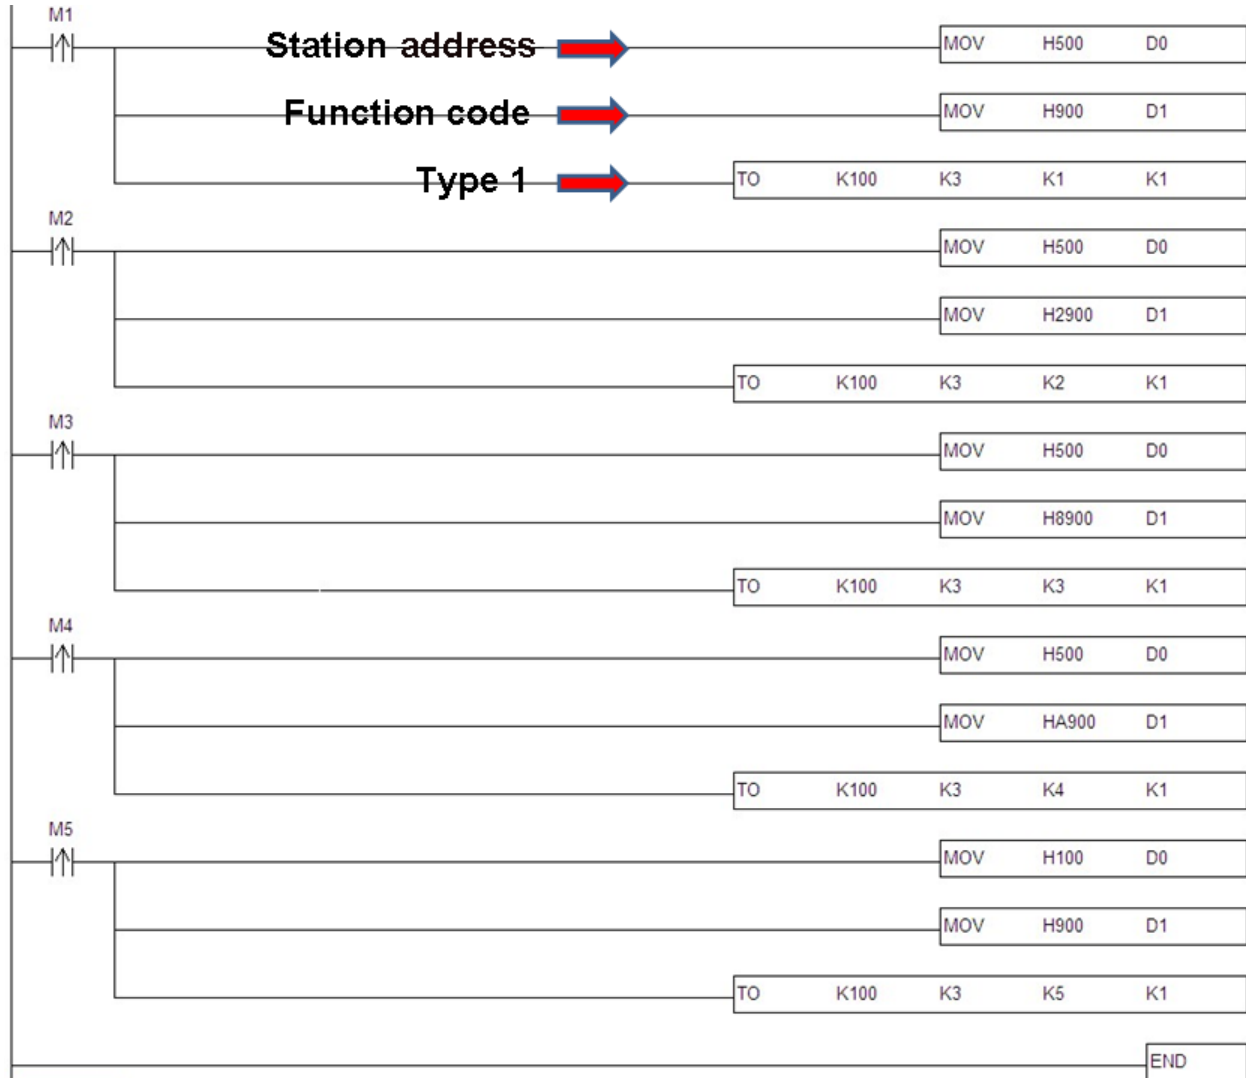 M1
Station address MOV H500 D0
Function code MOV H900 D1
Type 1 TO K100 K3 K1 K1
M2
MOV H500 D0
MOV H2900 D1
TO K100 K3 K2 K1
M3
MOV H500 D0
MOV H8900 D1
TO K100 K3 K3 K1
M4
MOV H500 D0
MOV HA900 D1
TO K100 K3 K4 K1
M5
MOV H100 D0
MOV H900 D1
TO K100 K3 K5 K1
END